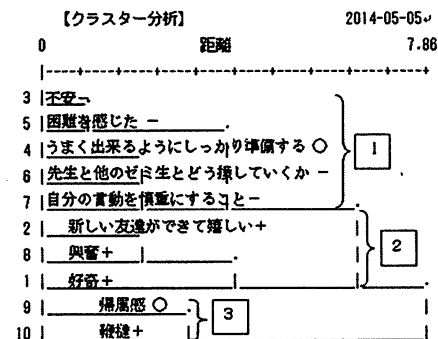 【クラスター分析】 2014-05-05↵
0 距離 7.86
|----+----+----+----+----+----+----+----+----+----+
3 |不安－
5 |困難を感じた －
4 |うまく出来るようにしっかり準備する ○
6 |先生と他のゼミ生とどう接していくか －
7 |自分の言動を慎重にすること－
1
2 | 新しい友達ができて嬉しい＋
8 | 興奮＋
1 | 好奇＋
2
9 | 帰属感 ○
10 | 鞭撻＋
3